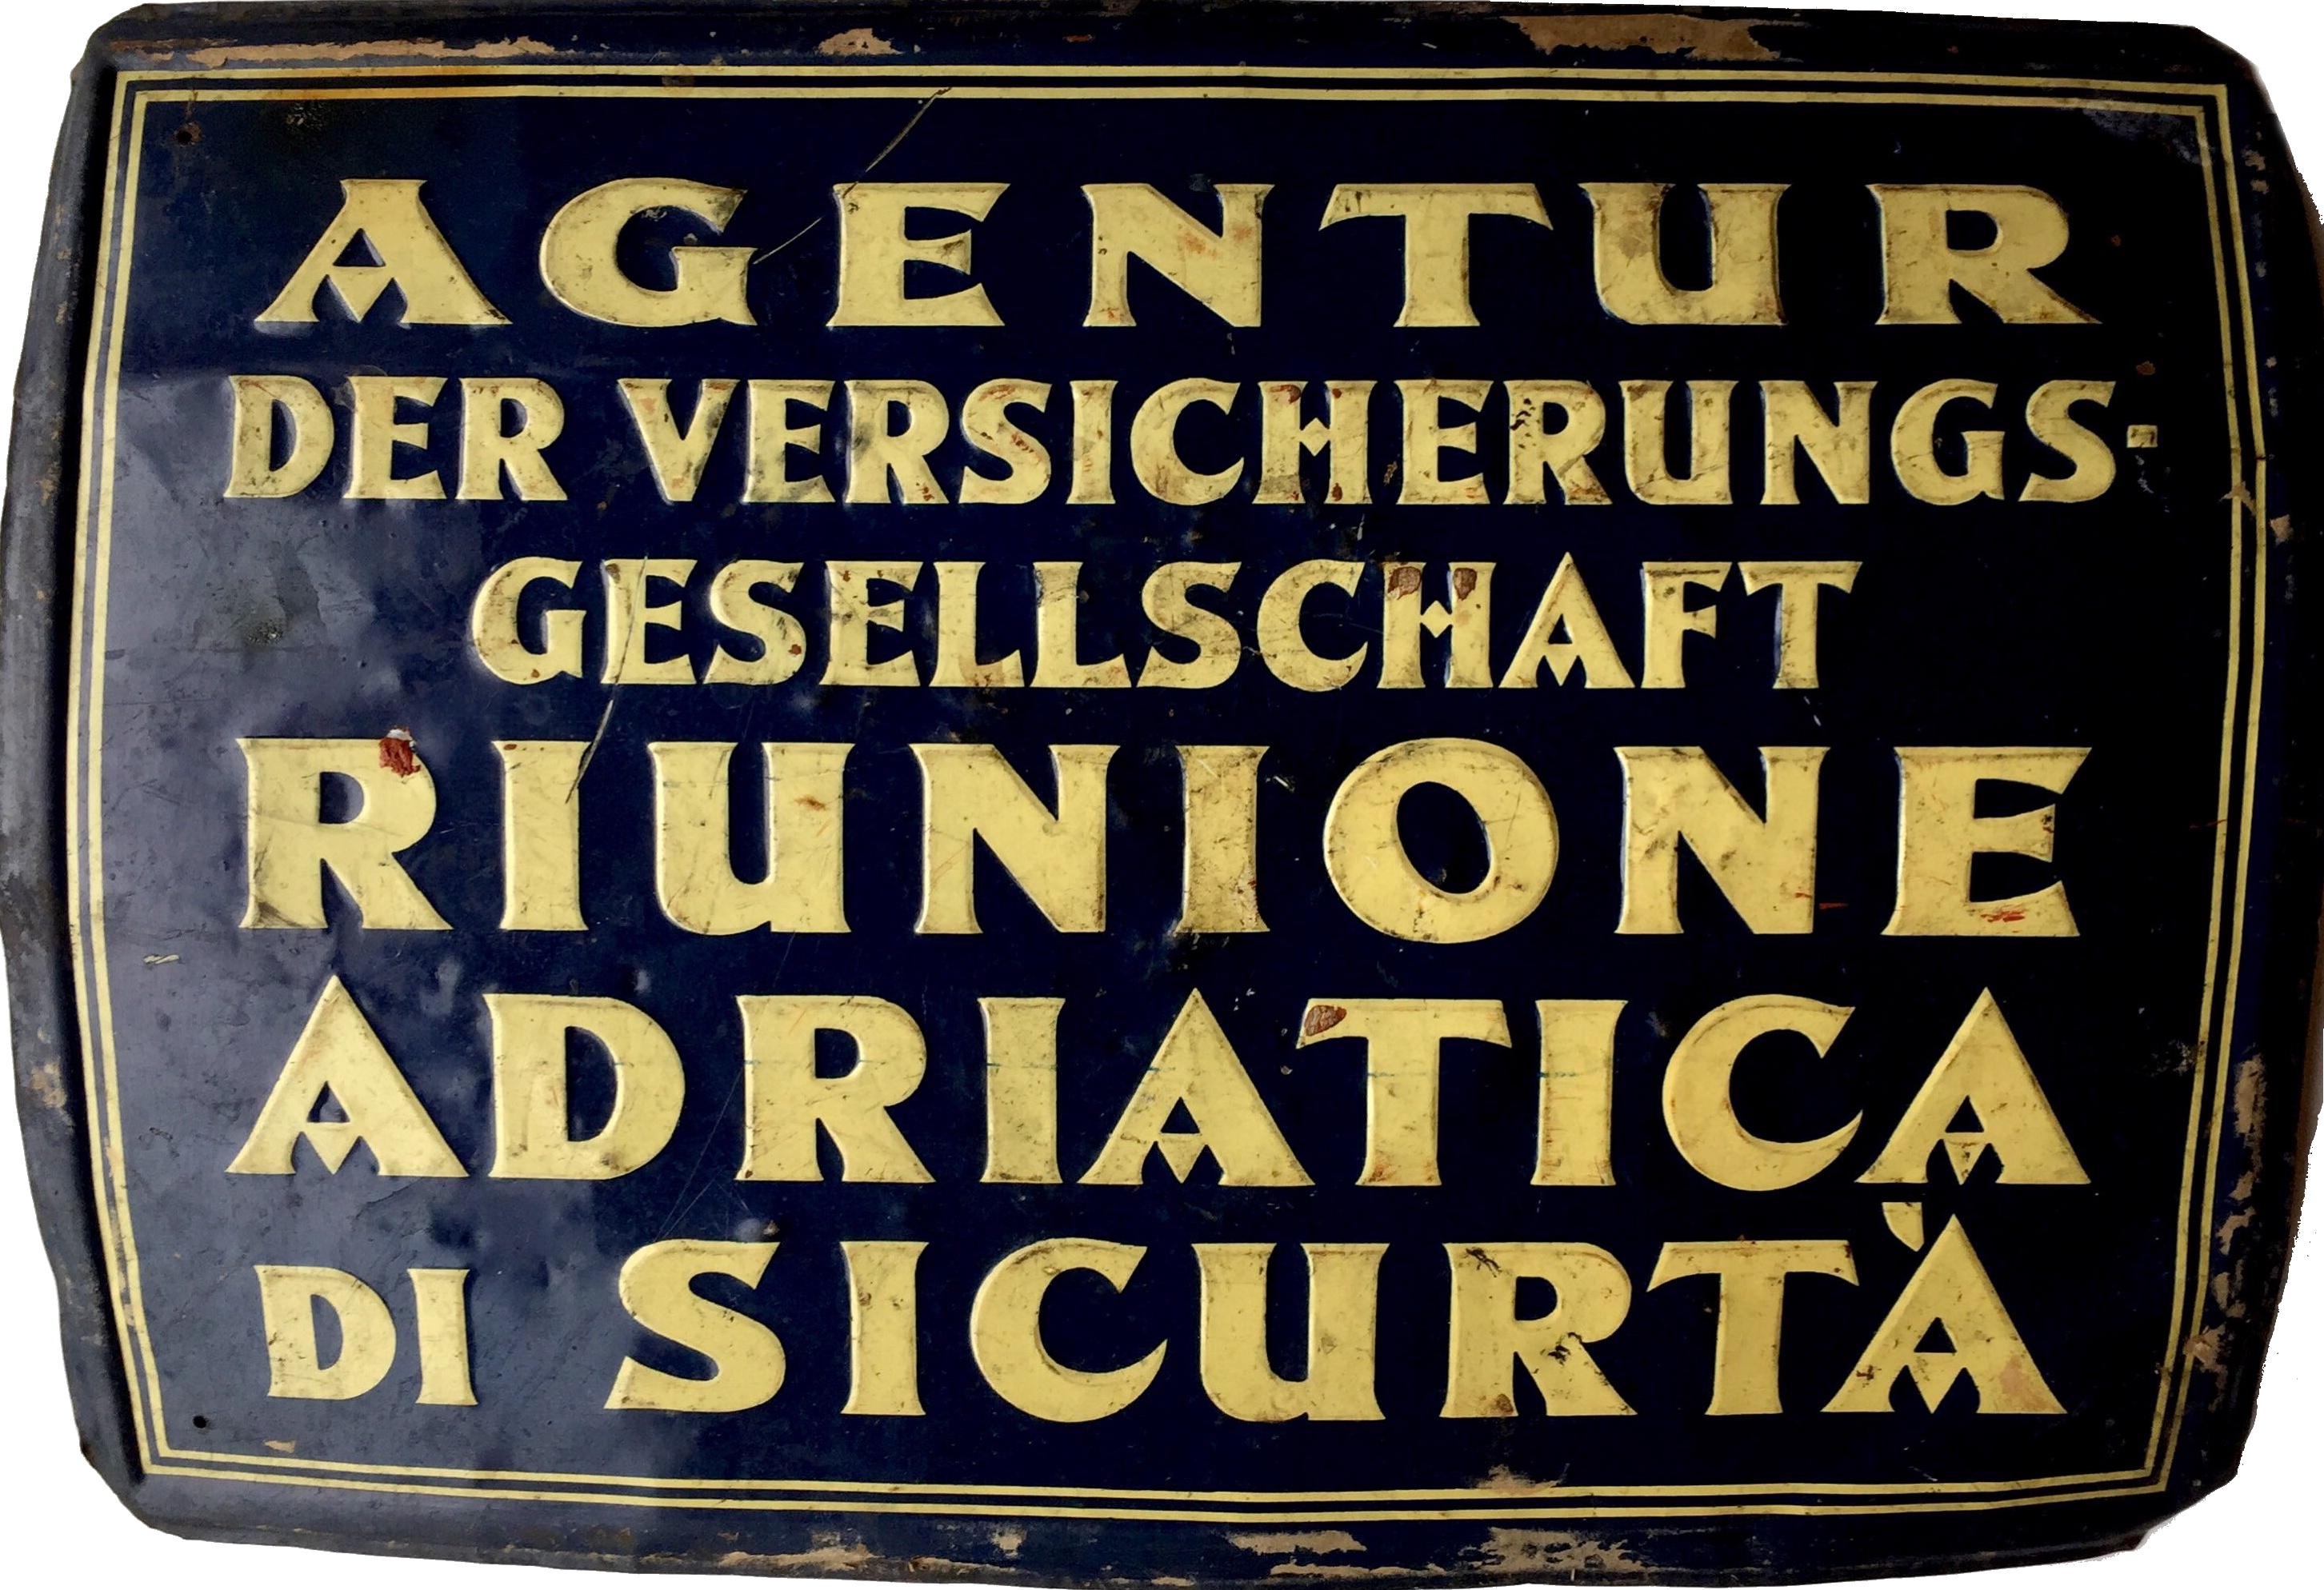 AGENTUR
DER VERSICHERUNGS-
GESELLSCHAFT
RIUNIONE
ADRIATICA
DI SICURTÀ